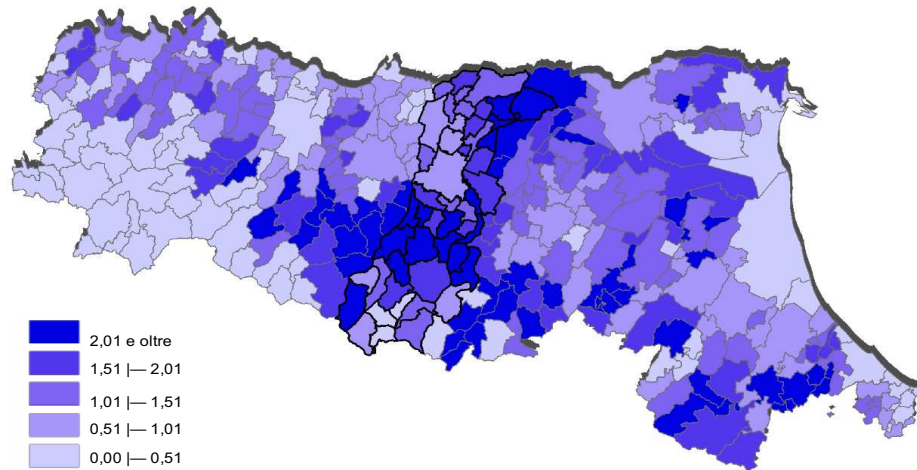 2,01 e oltre
1,51 |— 2,01
1,01 |— 1,51
0,51 |— 1,01
0,00 |— 0,51